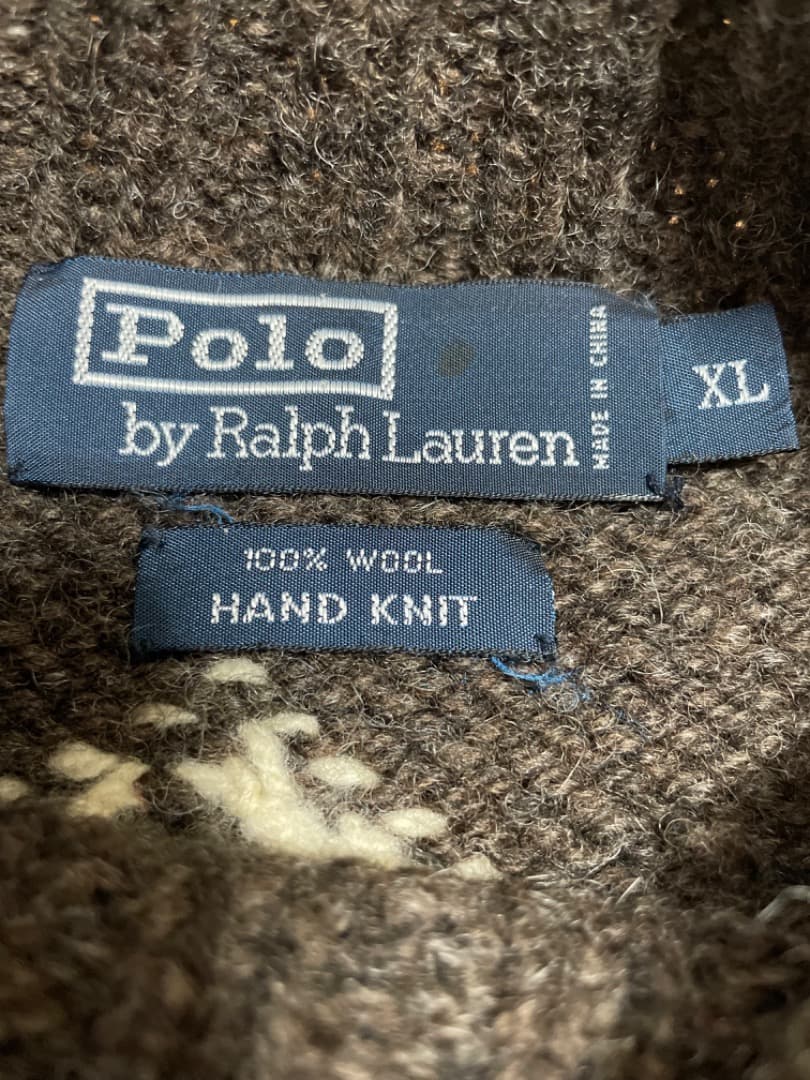 Polo
by Ralph Lauren
MADE IN CHINA
XL
100% WOOL
HAND KNIT